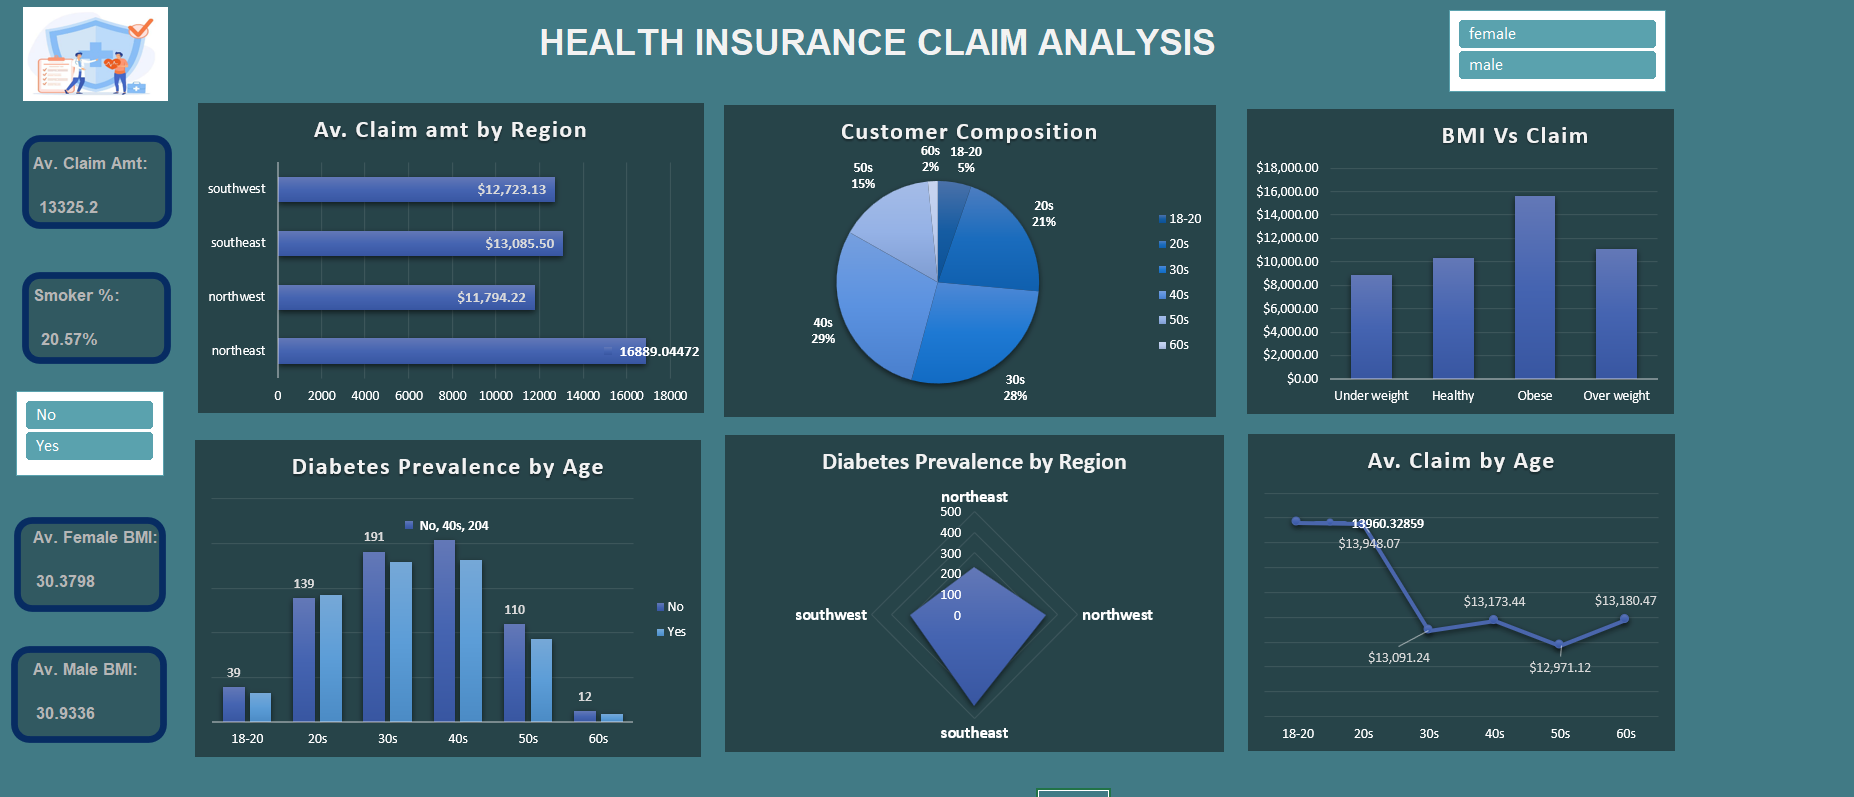 HEALTH INSURANCE CLAIM ANALYSIS
female
male
Av. Claim Amt:
13325.2
Smoker %:
20.57%
No
Yes
Av. Female BMI:
30.3798
Av. Male BMI:
30.9336
Av. Claim amt by Region
southwest
$12,723.13
southeast
$13,085.50
northwest
$11,794.22
northeast
16889.04472
0 2000 4000 6000 8000 10000 12000 14000 16000 18000
Customer Composition
60s
2%
18-20
5%
50s
15%
20s
21%
40s
29%
30s
28%
18-20
20s
30s
40s
50s
60s
BMI Vs Claim
$18,000.00
$16,000.00
$14,000.00
$12,000.00
$10,000.00
$8,000.00
$6,000.00
$4,000.00
$2,000.00
$0.00
Under weight Healthy Obese Over weight
Diabetes Prevalence by Age
No, 40s, 204
191
139
110
39
12
No
Yes
18-20 20s 30s 40s 50s 60s
Diabetes Prevalence by Region
northeast
500
400
300
200
100
0
southwest
northwest
southeast
Av. Claim by Age
13960.32859
$13,948.07
$13,173.44
$13,180.47
$13,091.24
$12,971.12
18-20 20s 30s 40s 50s 60s